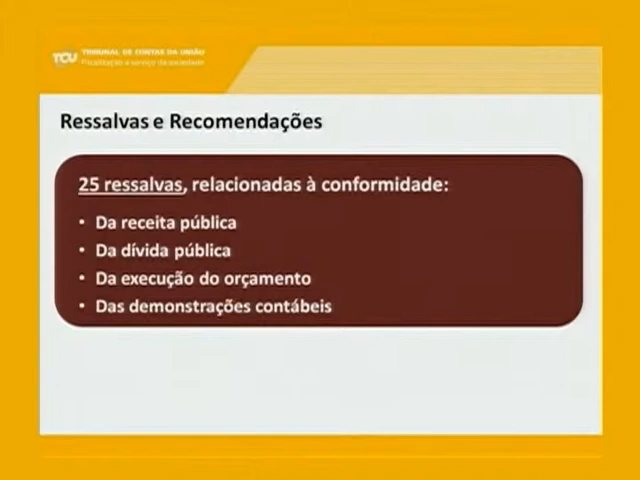 TCU
TRIBUNAL DE CONTAS DA UNIÃO
Fiscalização a serviço da sociedade
Ressalvas e Recomendações
25 ressalvas, relacionadas à conformidade:
• Da receita pública
• Da dívida pública
• Da execução do orçamento
• Das demonstrações contábeis